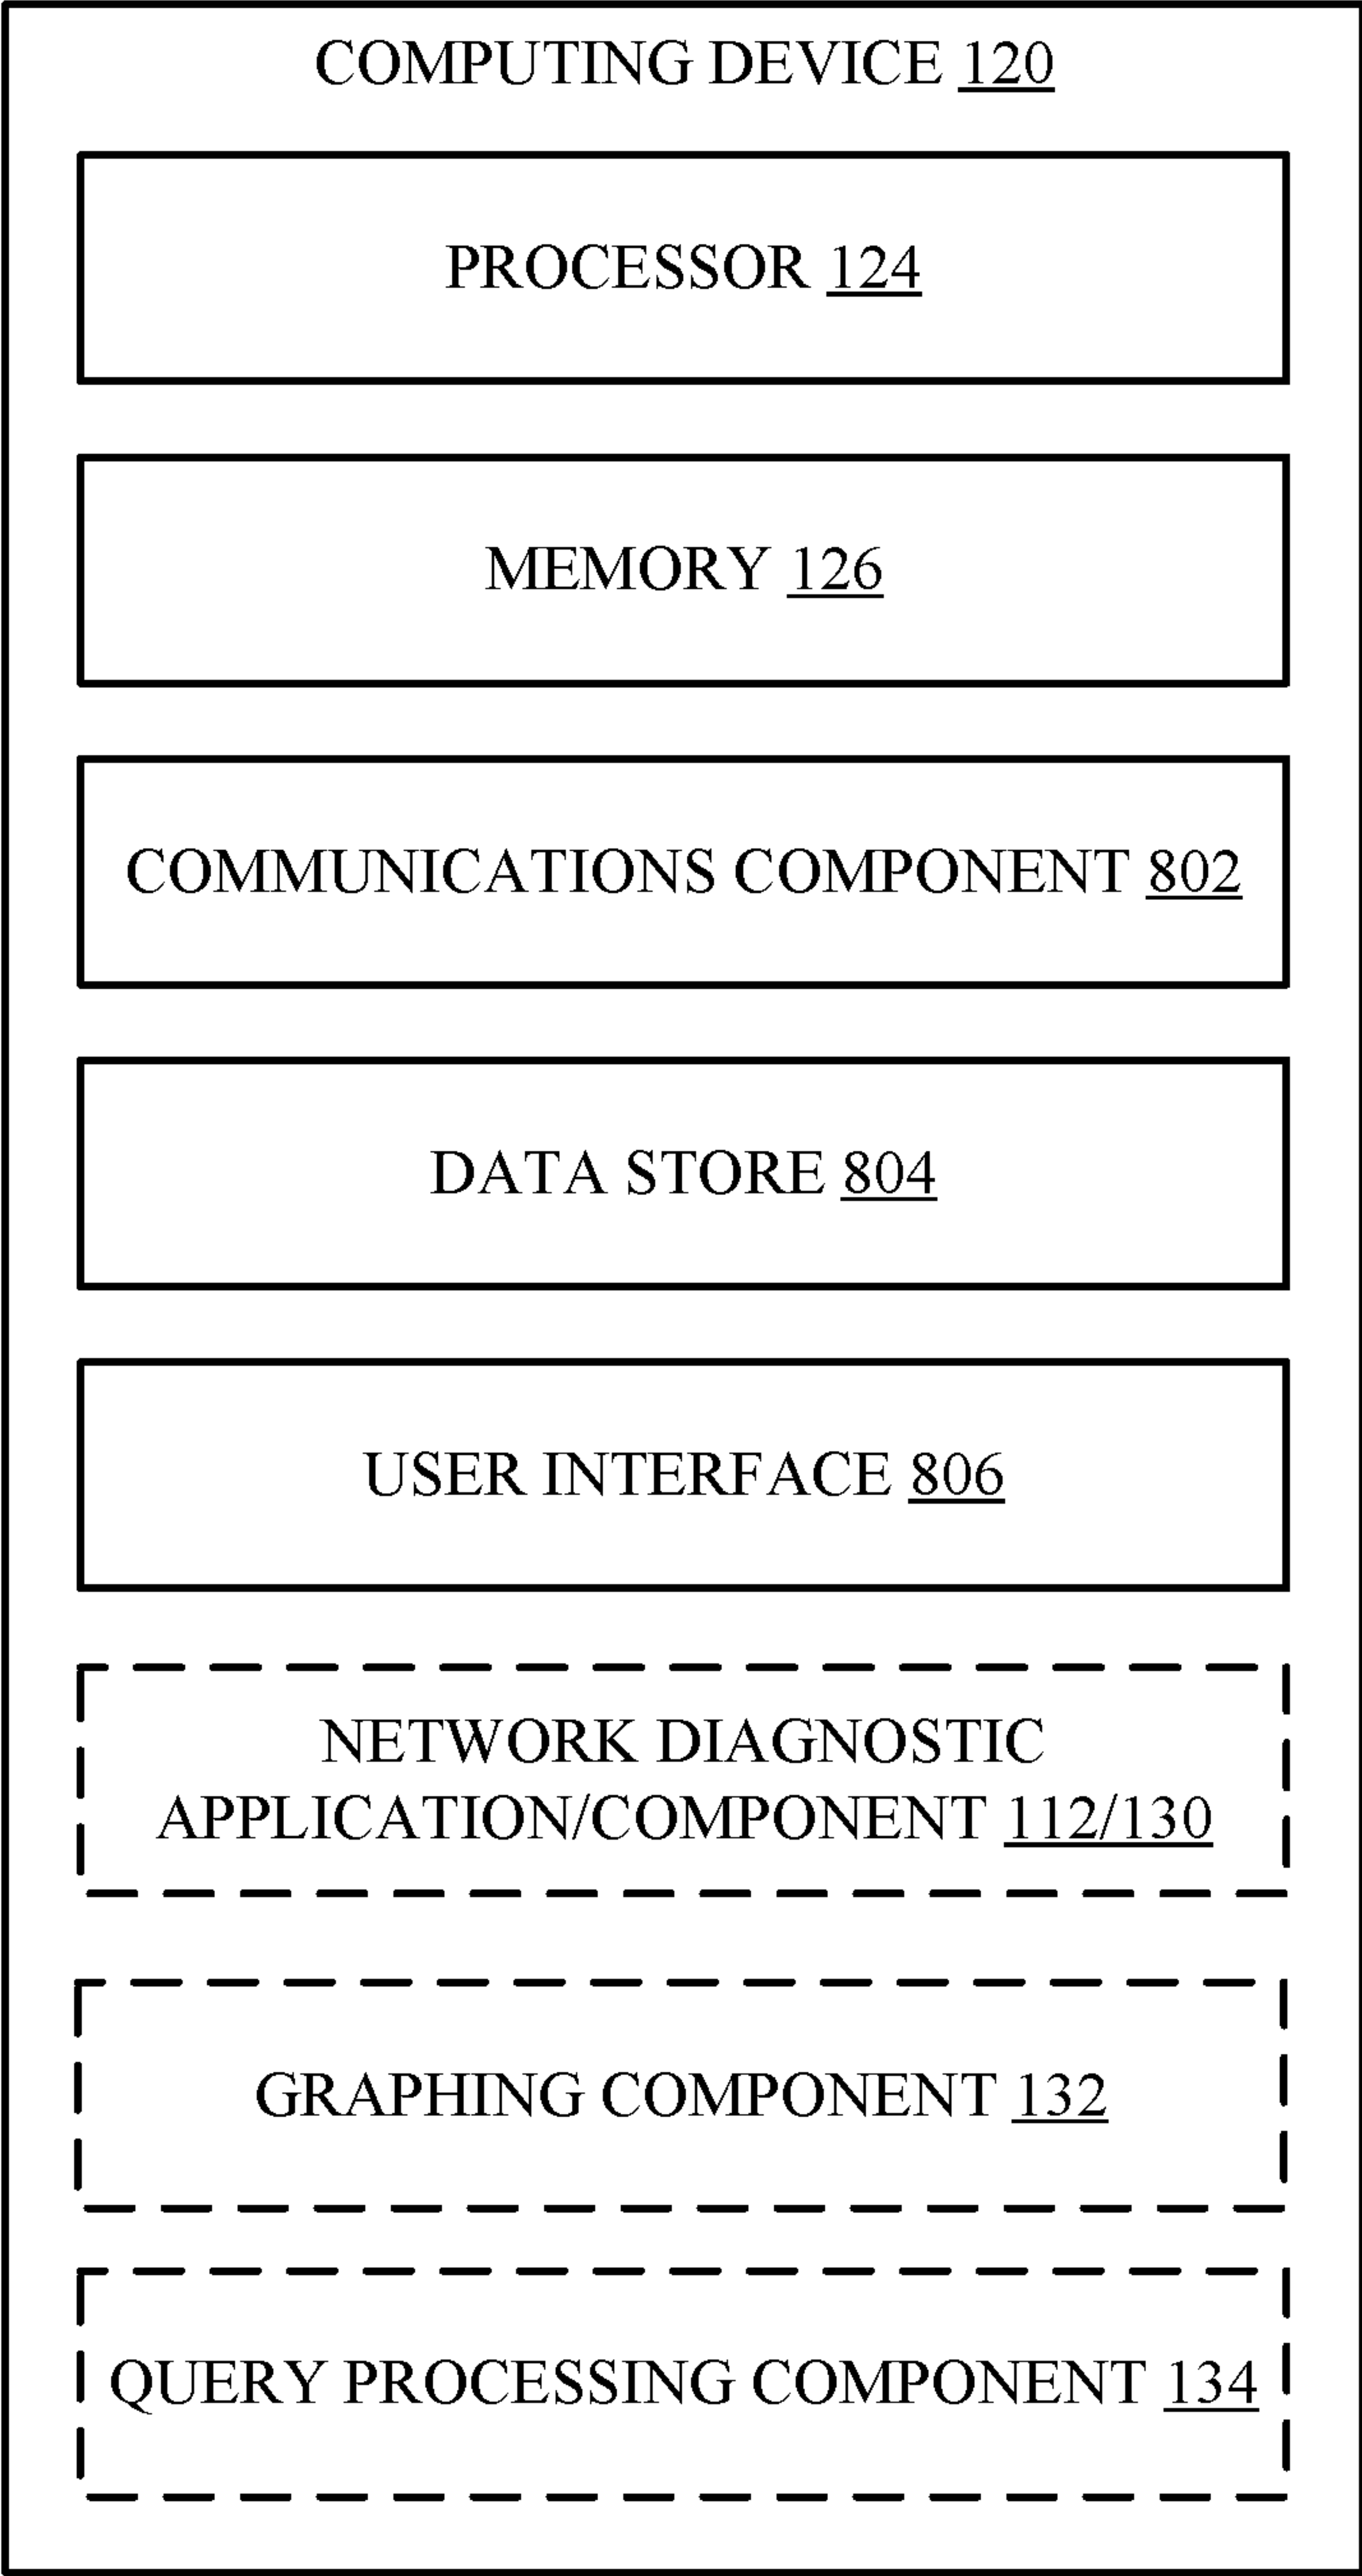 COMPUTING DEVICE 120
PROCESSOR 124
MEMORY 126
COMMUNICATIONS COMPONENT 802
DATA STORE 804
USER INTERFACE 806
NETWORK DIAGNOSTIC
APPLICATION/COMPONENT 112/130
GRAPHING COMPONENT 132
QUERY PROCESSING COMPONENT 134